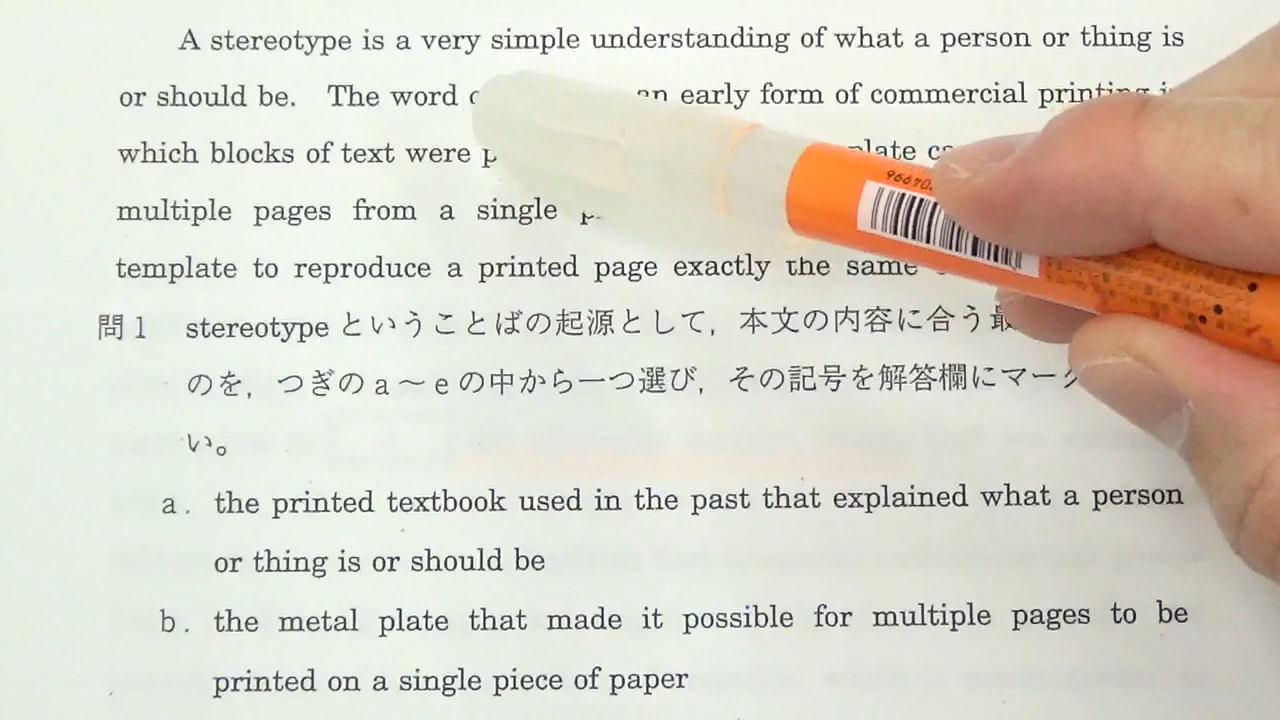 A stereotype is a very simple understanding of what a person or thing is
or should be. The word an early form of commercial printing
which blocks of text were plate
multiple pages from a single
template to reproduce a printed page exactly the same
問1 stereotype ということばの起源として，本文の内容に合う最
のを，つぎの a ～ e の中から一つ選び，その記号を解答欄にマーク
い。
a. the printed textbook used in the past that explained what a person
or thing is or should be
b. the metal plate that made it possible for multiple pages to be
printed on a single piece of paper